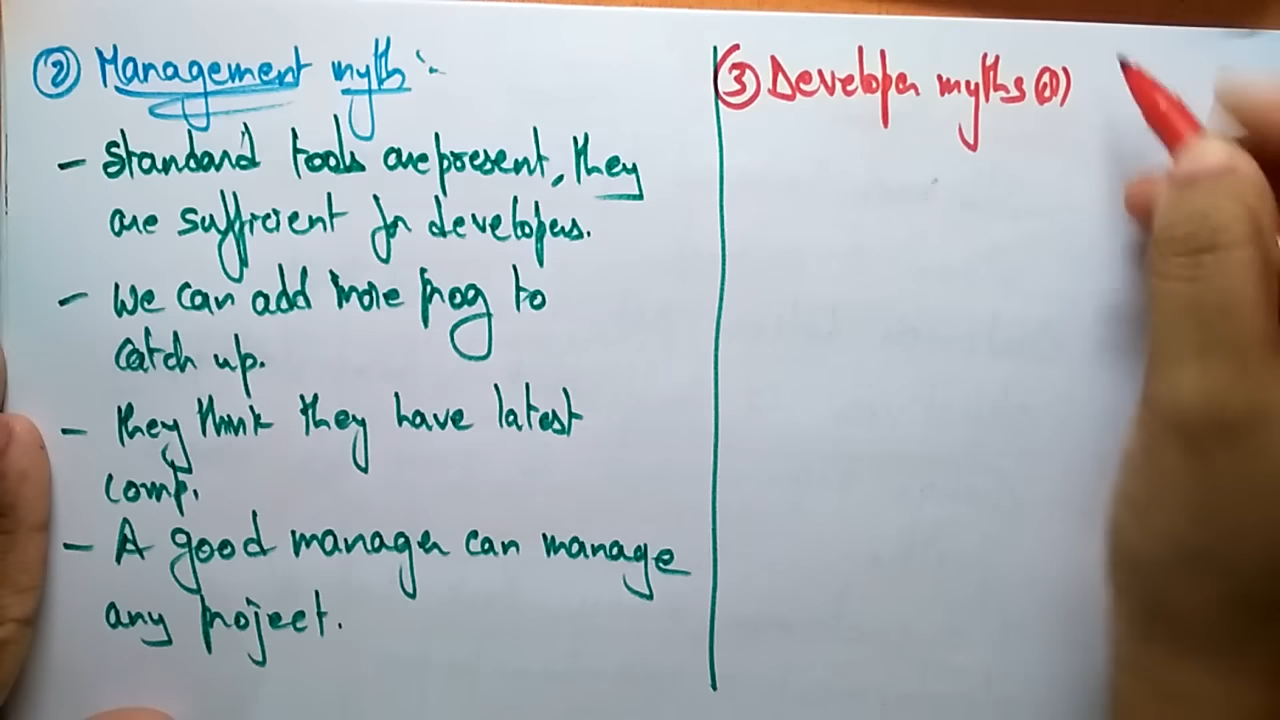 ② Management myth :-
- Standard tools are present, they
are sufficient for developers.
- We can add more prog to
catch up.
- they think they have latest
comp.
- A good manager can manage
any project.
③ Developer myths (or)